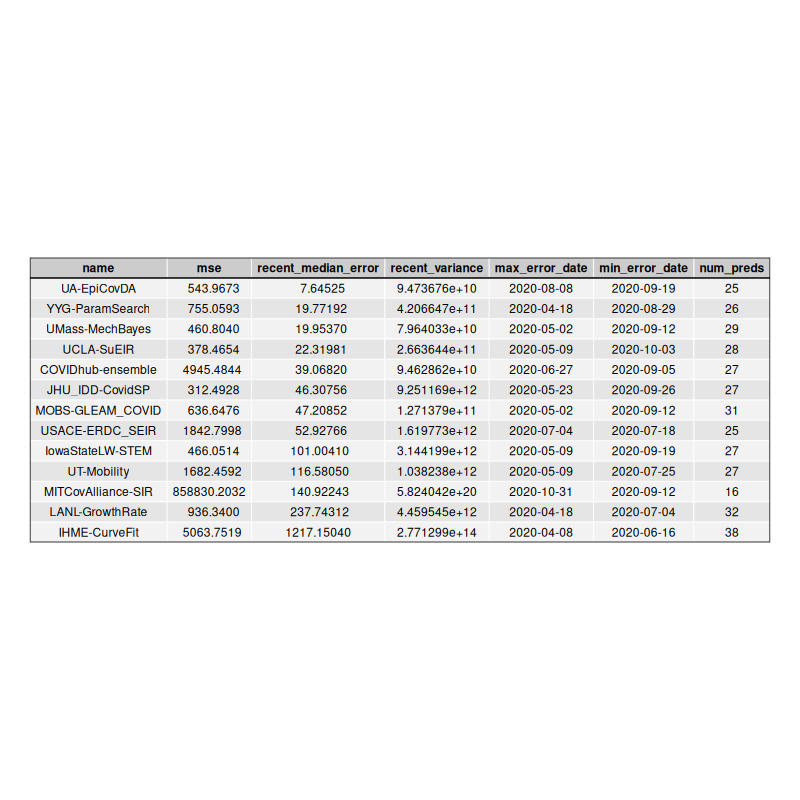 name mse recent_median_error recent_variance max_error_date min_error_date num_preds
UA-EpiCovDA 543.9673 7.64525 9.473676e+10 2020-08-08 2020-09-19 25
YYG-ParamSearch 755.0593 19.77192 4.206647e+11 2020-04-18 2020-08-29 26
UMass-MechBayes 460.8040 19.95370 7.964033e+10 2020-05-02 2020-09-12 29
UCLA-SuEIR 378.4654 22.31981 2.663644e+11 2020-05-09 2020-10-03 28
COVIDhub-ensemble 4945.4844 39.06820 9.462862e+10 2020-06-27 2020-09-05 27
JHU_IDD-CovidSP 312.4928 46.30756 9.251169e+12 2020-05-23 2020-09-26 27
MOBS-GLEAM_COVID 636.6476 47.20852 1.271379e+11 2020-05-02 2020-09-12 31
USACE-ERDC_SEIR 1842.7998 52.92766 1.619773e+12 2020-07-04 2020-07-18 25
IowaStateLW-STEM 466.0514 101.00410 3.144199e+12 2020-05-09 2020-09-19 27
UT-Mobility 1682.4592 116.58050 1.038238e+12 2020-05-09 2020-07-25 27
MITCovAlliance-SIR 858830.2032 140.92243 5.824042e+20 2020-10-31 2020-09-12 16
LANL-GrowthRate 936.3400 237.74312 4.459545e+12 2020-04-18 2020-07-04 32
IHME-CurveFit 5063.7519 1217.15040 2.771299e+14 2020-04-08 2020-06-16 38